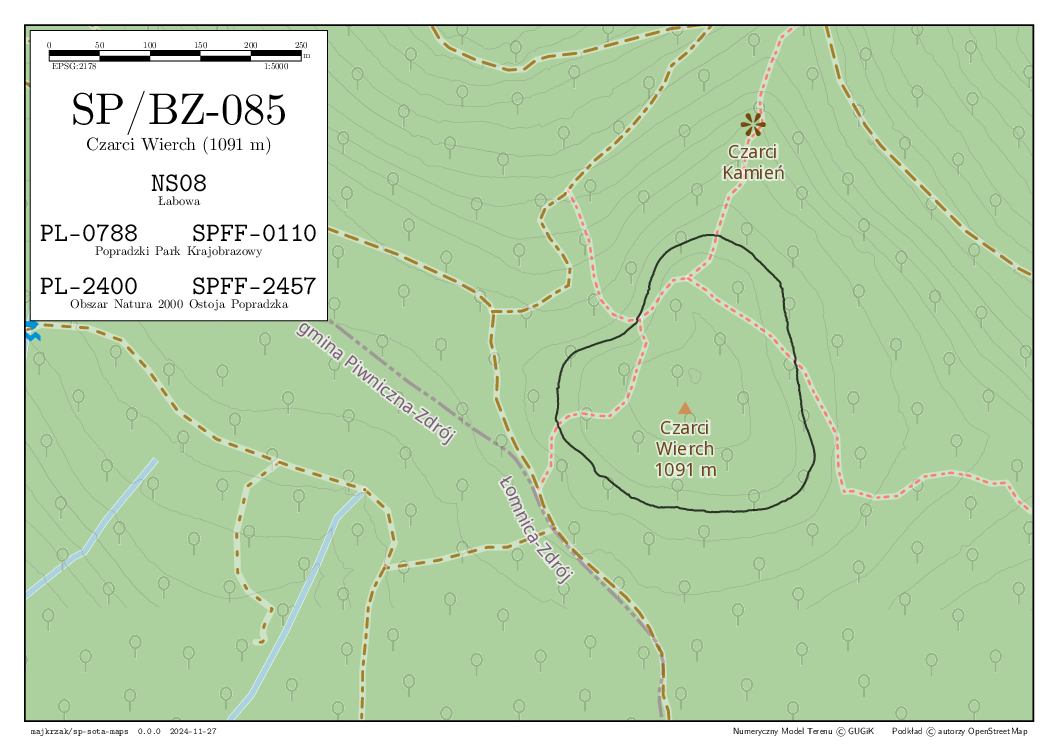 0 50 100 150 200 250
m
EPSG:2178 1:5000
SP/BZ-085
Czarci Wierch (1091 m)
NS08
Łabowa
PL-0788 SPFF-0110
Popradzki Park Krajobrazowy
PL-2400 SPFF-2457
Obszar Natura 2000 Ostoja Popradzka
Czarci
Kamień
gmina Piwniczna-Zdrój
Czarci
Wierch
1091 m
Łomnica-Zdrój
majkrzak/sp-sota-maps 0.0.0 2024-11-27
Numeryczny Model Terenu © GUGiK Podkład © autorzy OpenStreetMap